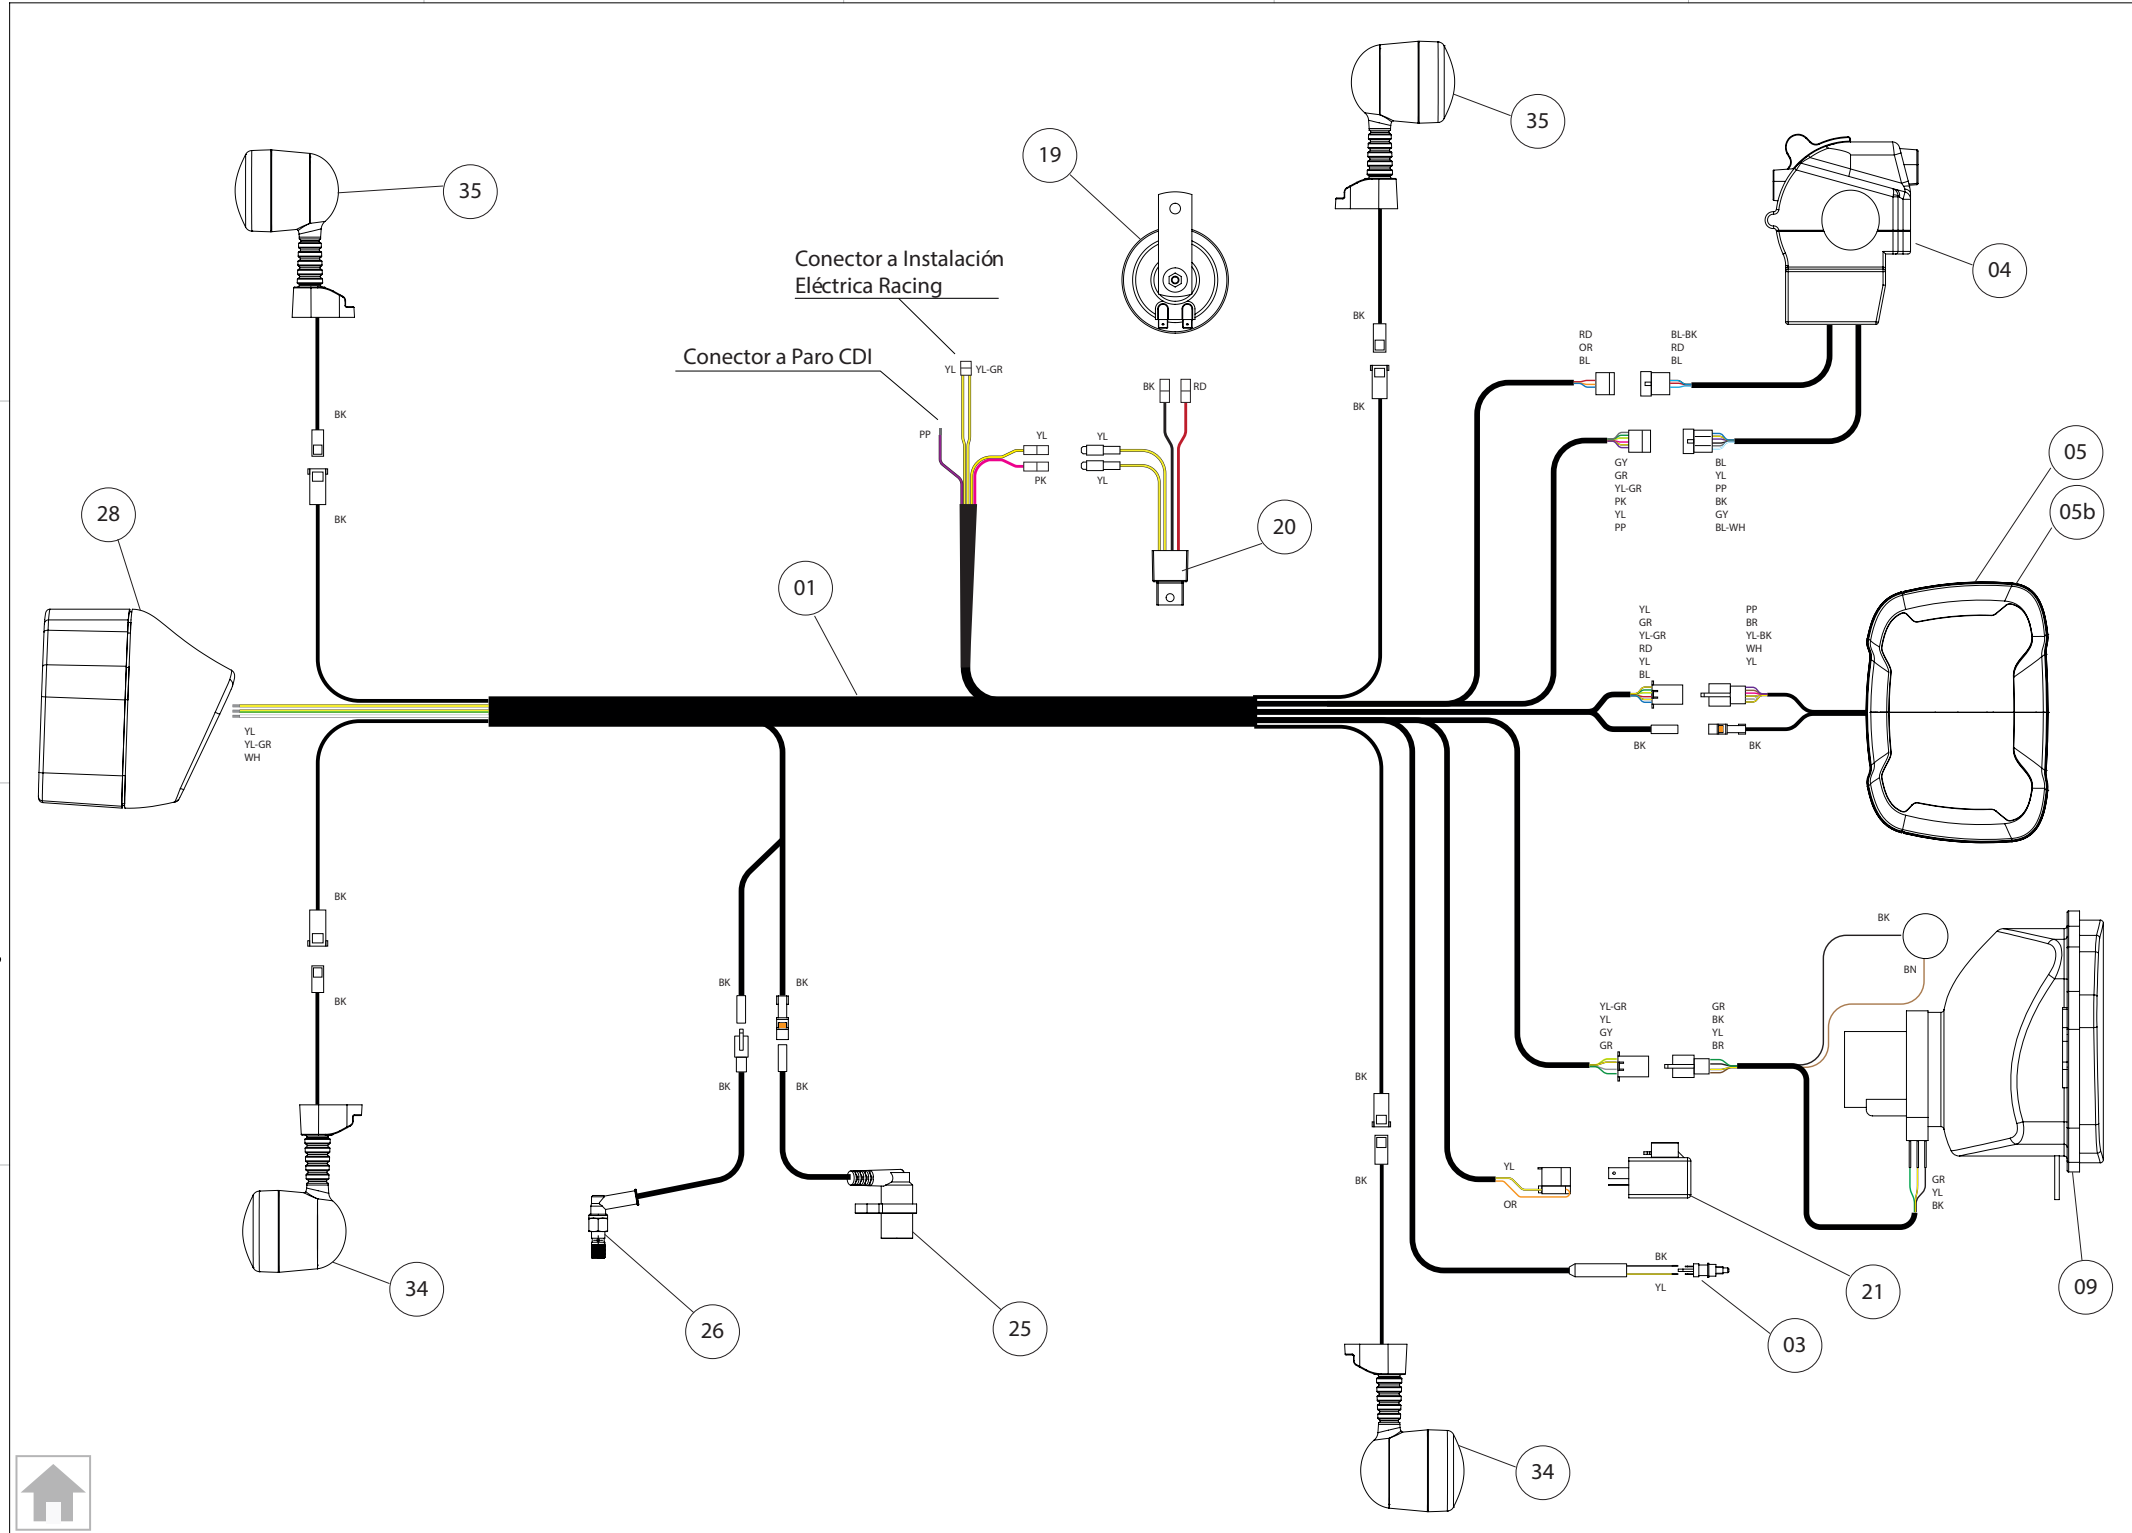 35
35
19
04
Conector a Instalación
Eléctrica Racing
Conector a Paro CDI
YL YL-GR
PP
YL
PK
YL
YL
BK RD
BK
BK
RD
OR
BL
BL-BK
RD
BL
GY
GR
YL-GR
PK
YL
PP
BL
YL
PP
BK
GY
BL-WH
BK
BK
28
20
01
05
05b
YL
GR
YL-GR
RD
YL
BL
PP
BR
YL-BK
WH
YL
BK
BK
YL
YL-GR
WH
BK
BK
BK
BK
BK
BK
BK
BN
YL-GR
YL
GY
GR
GR
BK
YL
BR
BK
BK
YL
OR
GR
YL
BK
BK
YL
34
26
25
21
09
03
34